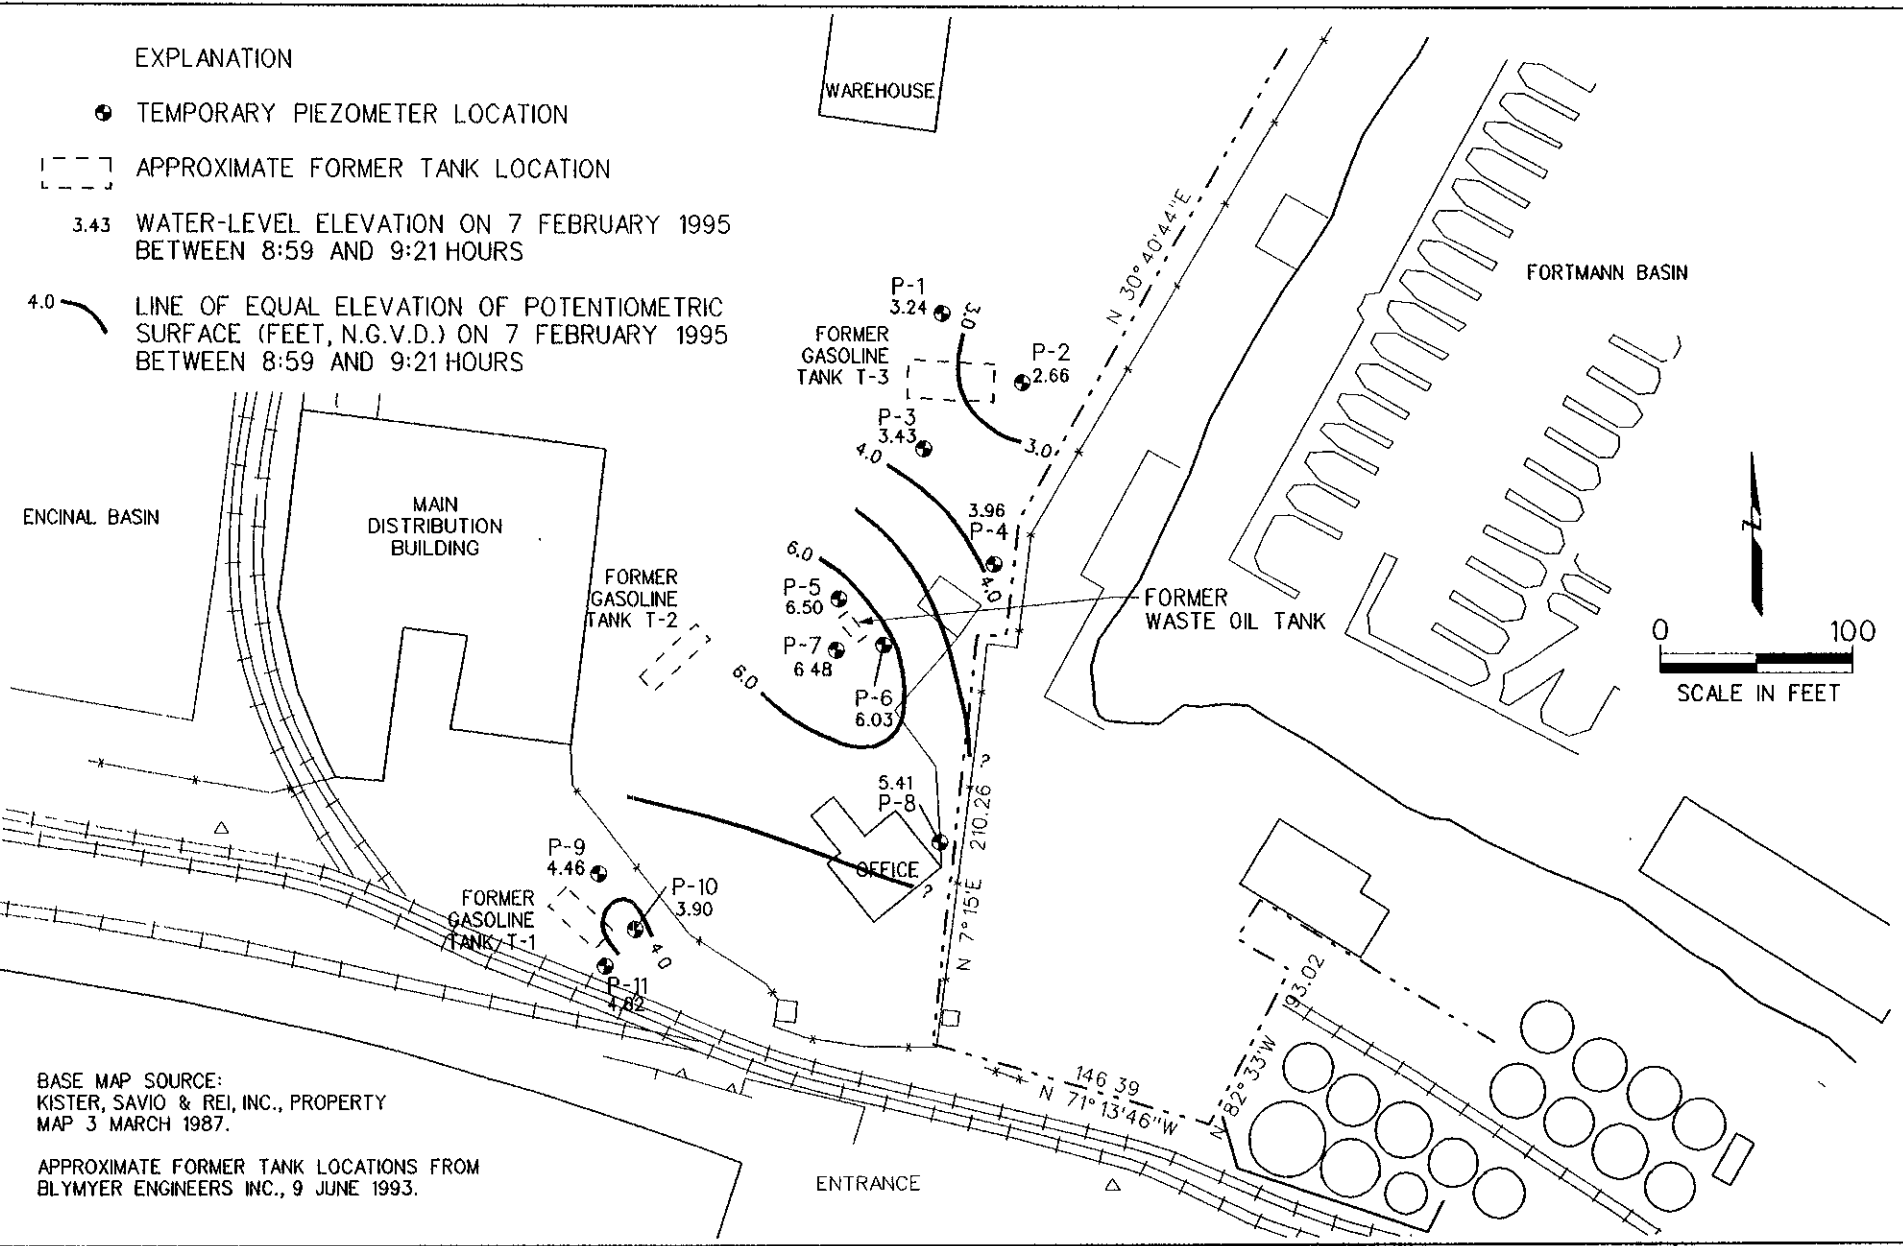 EXPLANATION
TEMPORARY PIEZOMETER LOCATION
APPROXIMATE FORMER TANK LOCATION
3.43 WATER-LEVEL ELEVATION ON 7 FEBRUARY 1995
BETWEEN 8:59 AND 9:21 HOURS
4.0 LINE OF EQUAL ELEVATION OF POTENTIOMETRIC
SURFACE (FEET, N.G.V.D.) ON 7 FEBRUARY 1995
BETWEEN 8:59 AND 9:21 HOURS
WAREHOUSE
N 30° 40'44"E
FORTMANN BASIN
P-1
3.24
3.0
FORMER
GASOLINE
TANK T-3
P-2
2.66
P-3
3.43
3.0
4.0
3.96
P-4
4.0
ENCINAL BASIN
MAIN
DISTRIBUTION
BUILDING
FORMER
GASOLINE
TANK T-2
6.0
P-5
6.50
P-7
6 48
6.0
P-6
6.03
FORMER
WASTE OIL TANK
N
0 100
SCALE IN FEET
?
5.41
P-8
OFFICE
?
N 7° 15'E 210.26
P-9
4.46
P-10
3.90
FORMER
GASOLINE
TANK T-1
4.0
P-11
4.82
93.02
N 82° 33'W
146 39
N 71° 13'46"W
ENTRANCE
BASE MAP SOURCE:
KISTER, SAVIO & REI, INC., PROPERTY
MAP 3 MARCH 1987.
APPROXIMATE FORMER TANK LOCATIONS FROM
BLYMYER ENGINEERS INC., 9 JUNE 1993.